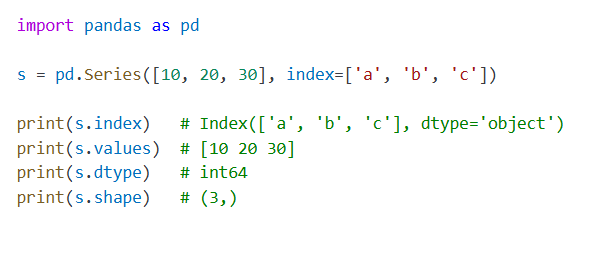 import pandas as pd
s = pd.Series([10, 20, 30], index=['a', 'b', 'c'])
print(s.index)   # Index(['a', 'b', 'c'], dtype='object')
print(s.values)  # [10 20 30]
print(s.dtype)   # int64
print(s.shape)   # (3,)